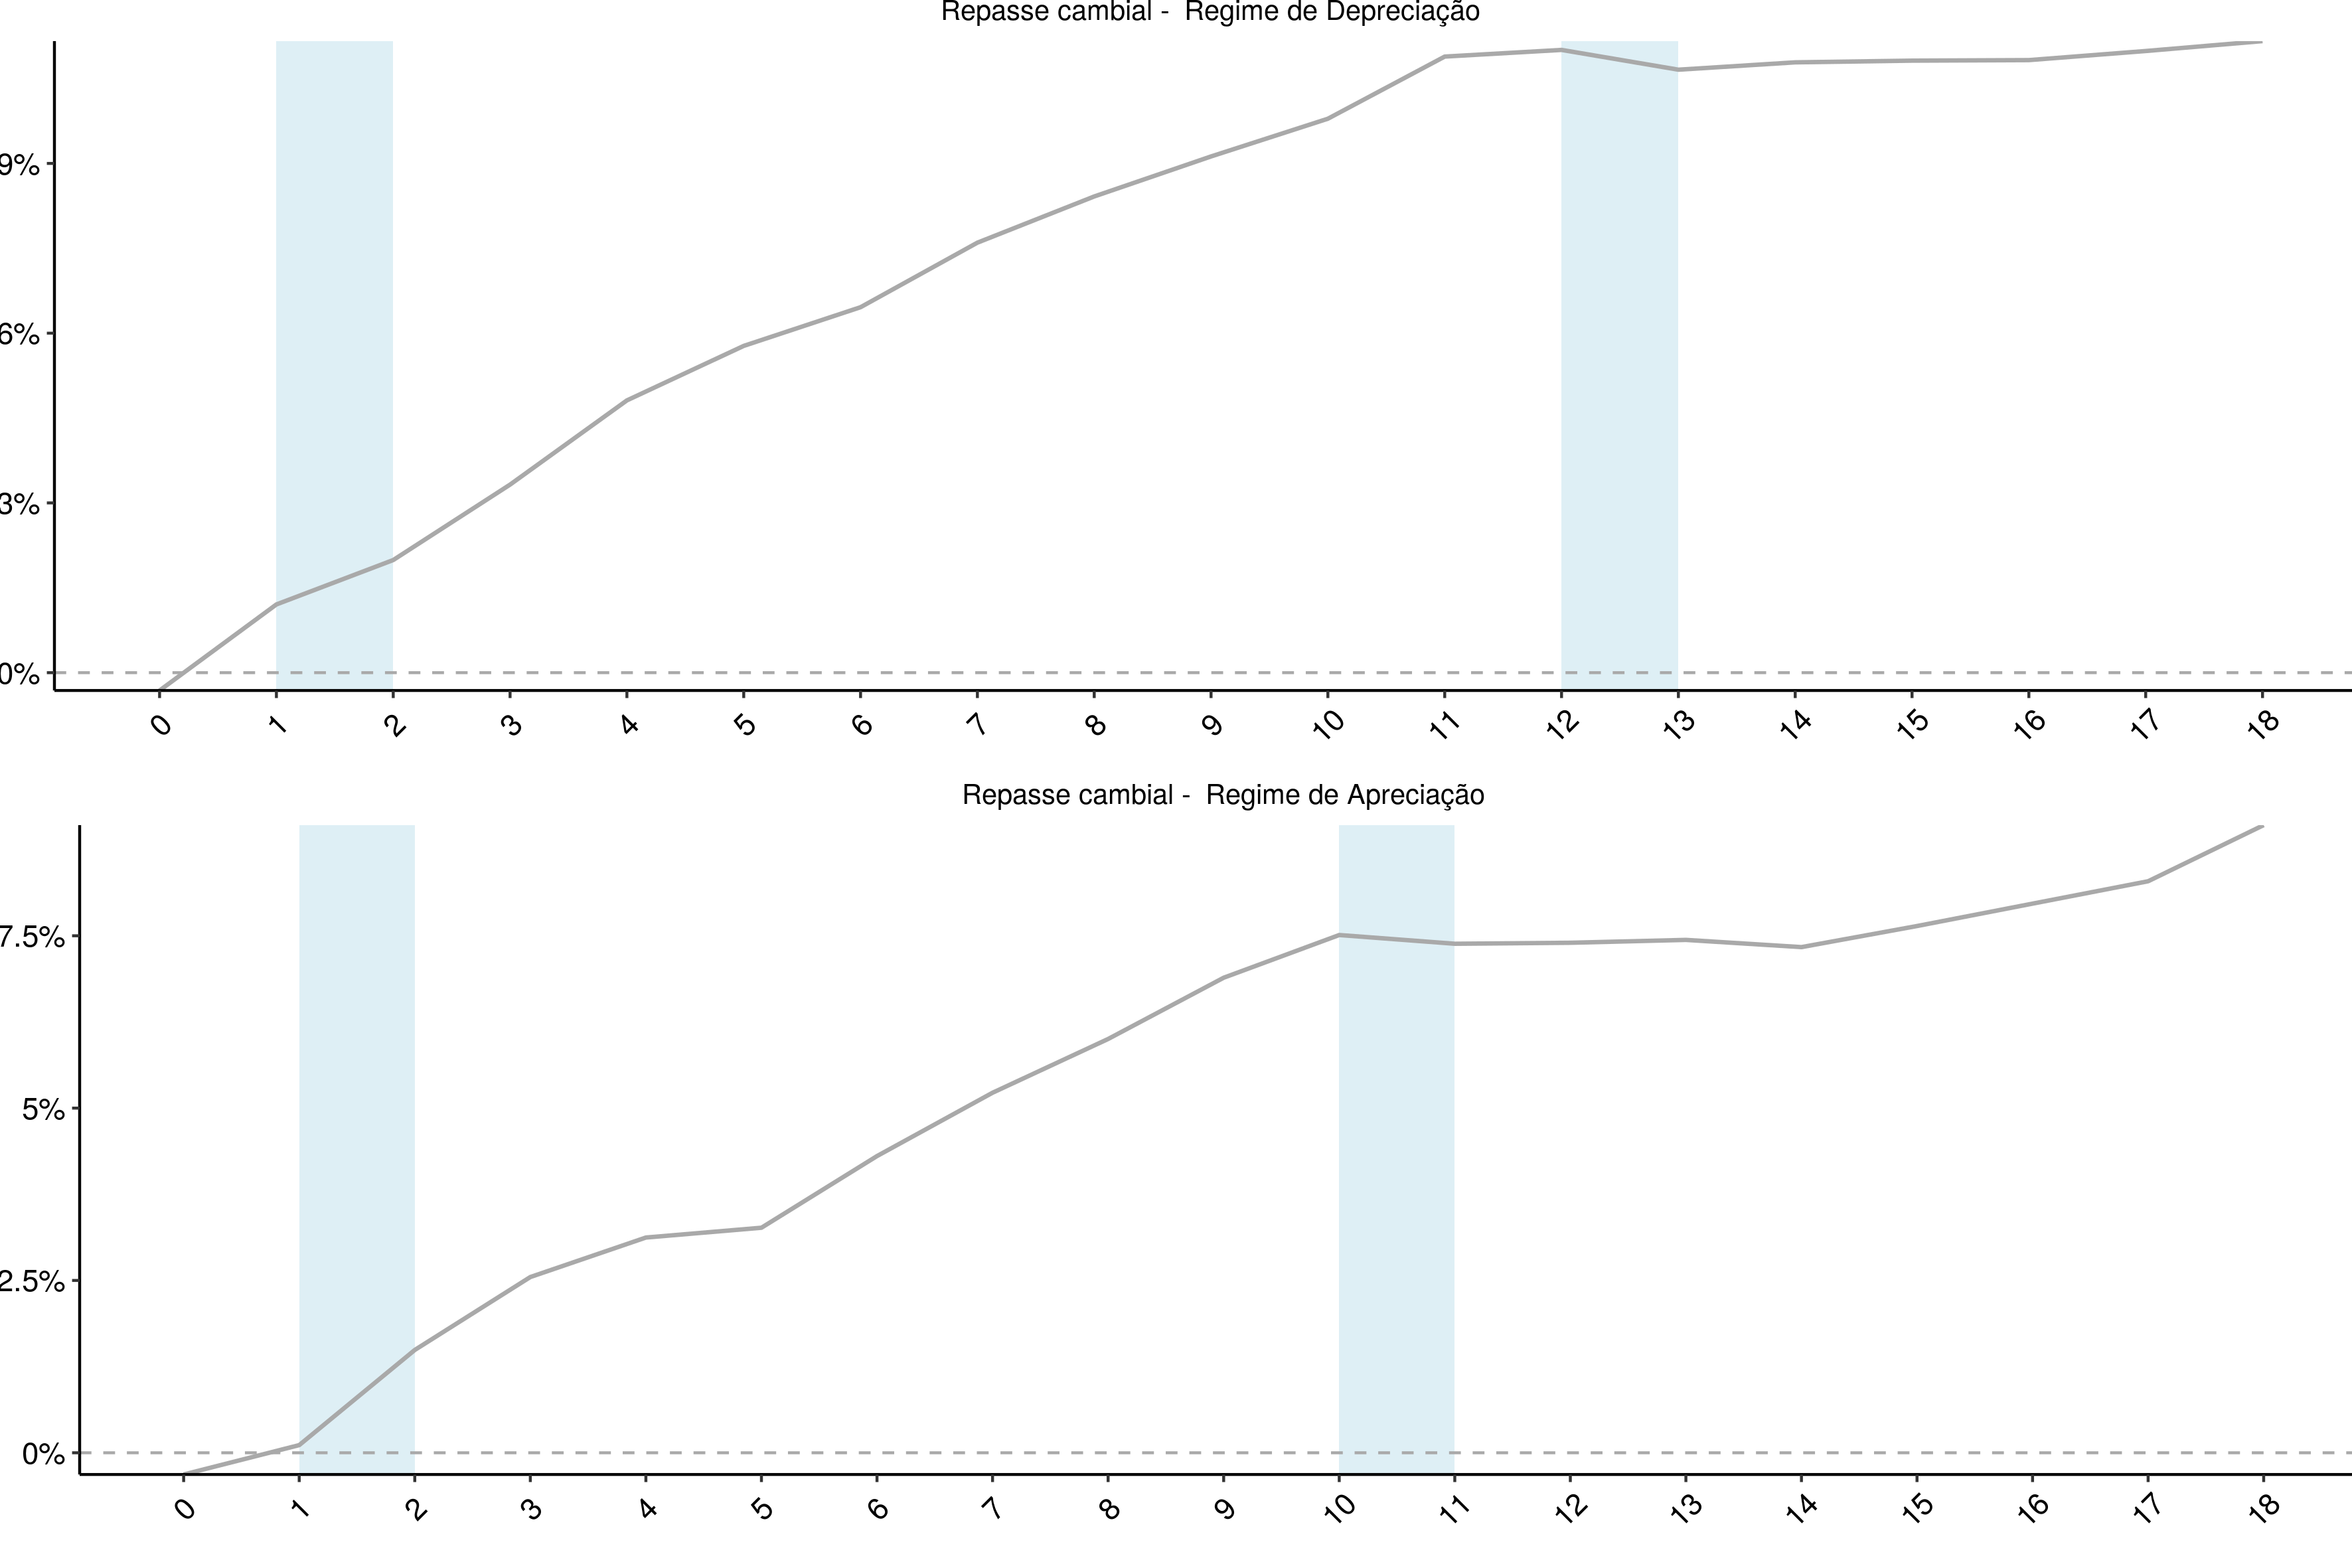 Repasse cambial -  Regime de Depreciação
9%
6%
3%
0%
0 1 2 3 4 5 6 7 8 9 10 11 12 13 14 15 16 17 18
Repasse cambial -  Regime de Apreciação
7.5%
5%
2.5%
0%
0 1 2 3 4 5 6 7 8 9 10 11 12 13 14 15 16 17 18